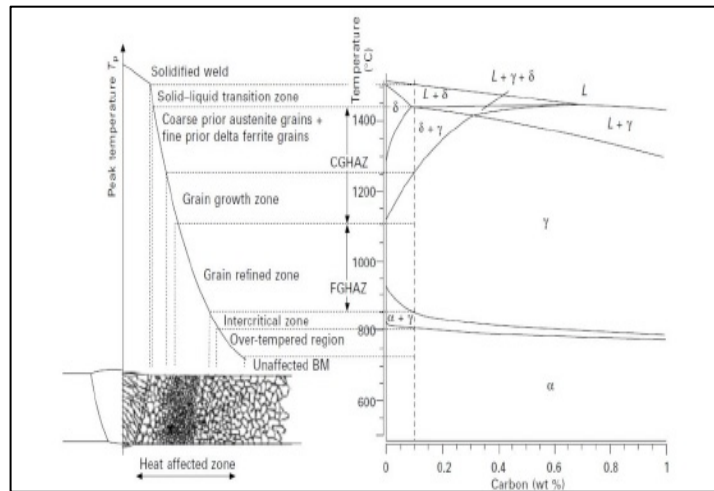 Peak temperature Tp
Solidified weld
Solid–liquid transition zone
Coarse prior austenite grains +
fine prior delta ferrite grains
CGHAZ
Grain growth zone
Grain refined zone
FGHAZ
Intercritical zone
Over-tempered region
Unaffected BM
Heat affected zone
Temperature
(°C)
1400
1200
1000
800
600
L + γ + δ
L
L + δ
δ
δ + γ
L + γ
γ
α + γ
α
0 0.2 0.4 0.6 0.8 1
Carbon (wt %)